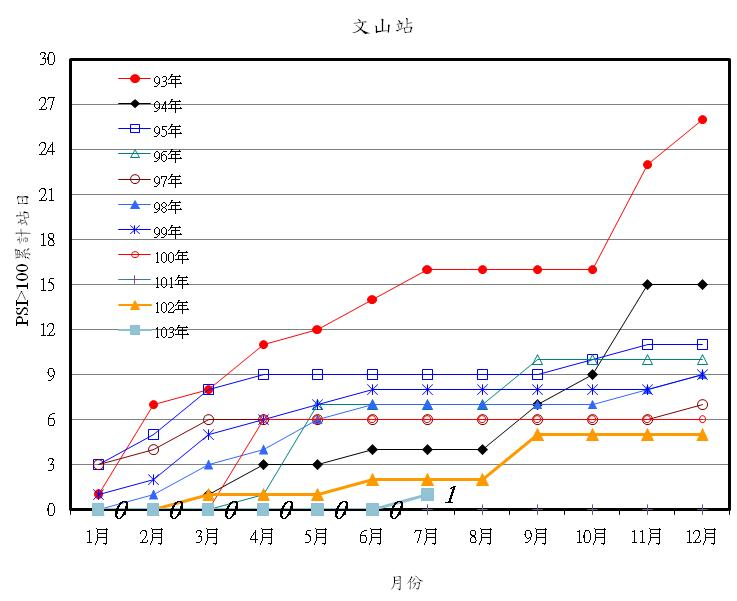 文山站
PSI>100累計站日
30
27
24
21
18
15
12
9
6
3
0
93年
94年
95年
96年
97年
98年
99年
100年
101年
102年
103年
0 0 0 0 0 0 1
1月 2月 3月 4月 5月 6月 7月 8月 9月 10月 11月 12月
月份